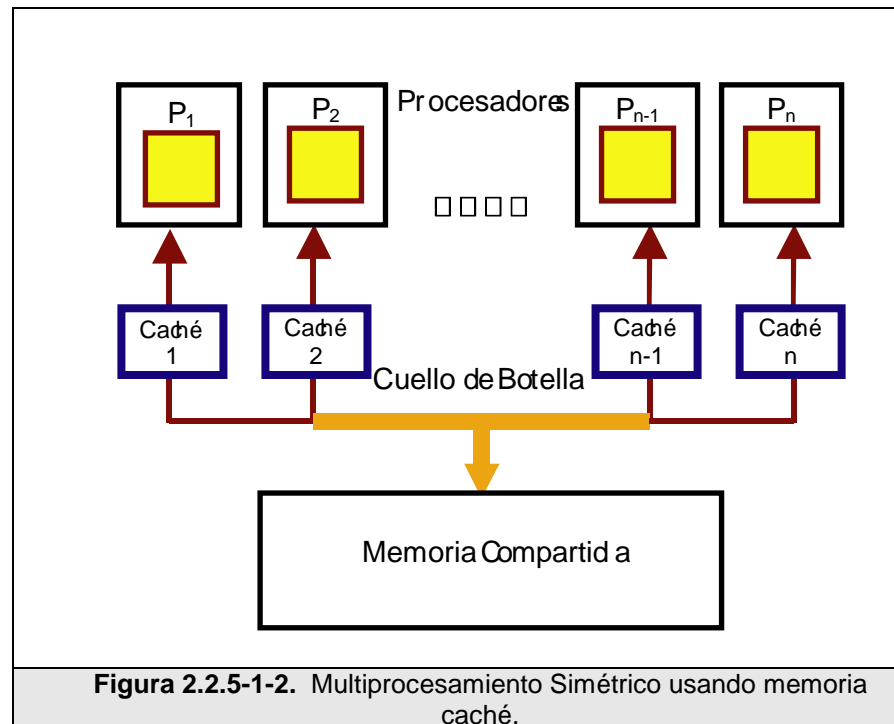 P1 P2 Procesadores Pn-1 Pn
Caché 1 Caché 2 Caché n-1 Caché n
Cuello de Botella
Memoria Compartida
Figura 2.2.5-1-2. Multiprocesamiento Simétrico usando memoria
caché.